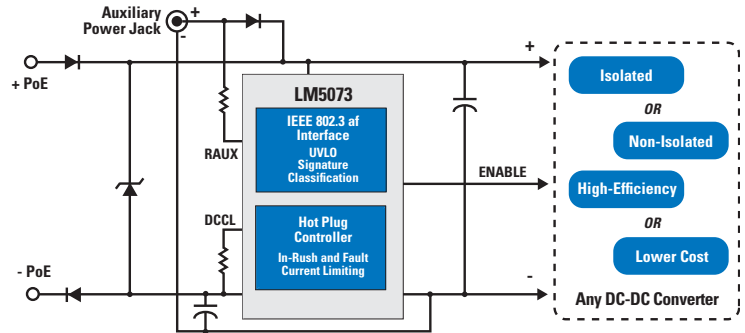 Auxiliary
Power Jack
+
-
+ PoE
- PoE
RAUX
DCCL
LM5073
IEEE 802.3 af
Interface
UVLO
Signature
Classification
Hot Plug
Controller
In-Rush and Fault
Current Limiting
+
ENABLE
-
Isolated
OR
Non-Isolated
High-Efficiency
OR
Lower Cost
Any DC-DC Converter